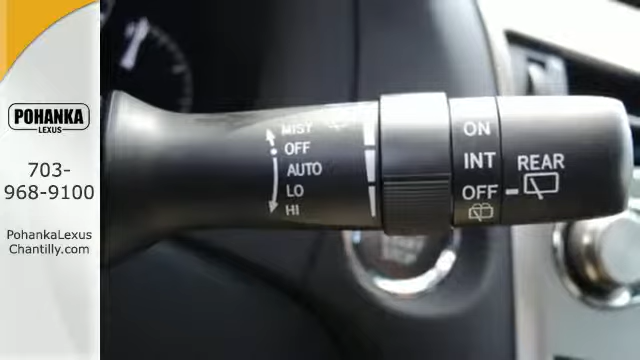 POHANKA
LEXUS
703-
968-9100
PohankaLexus
Chantilly.com
MIST
OFF
AUTO
LO
HI
ON
INT
OFF
REAR